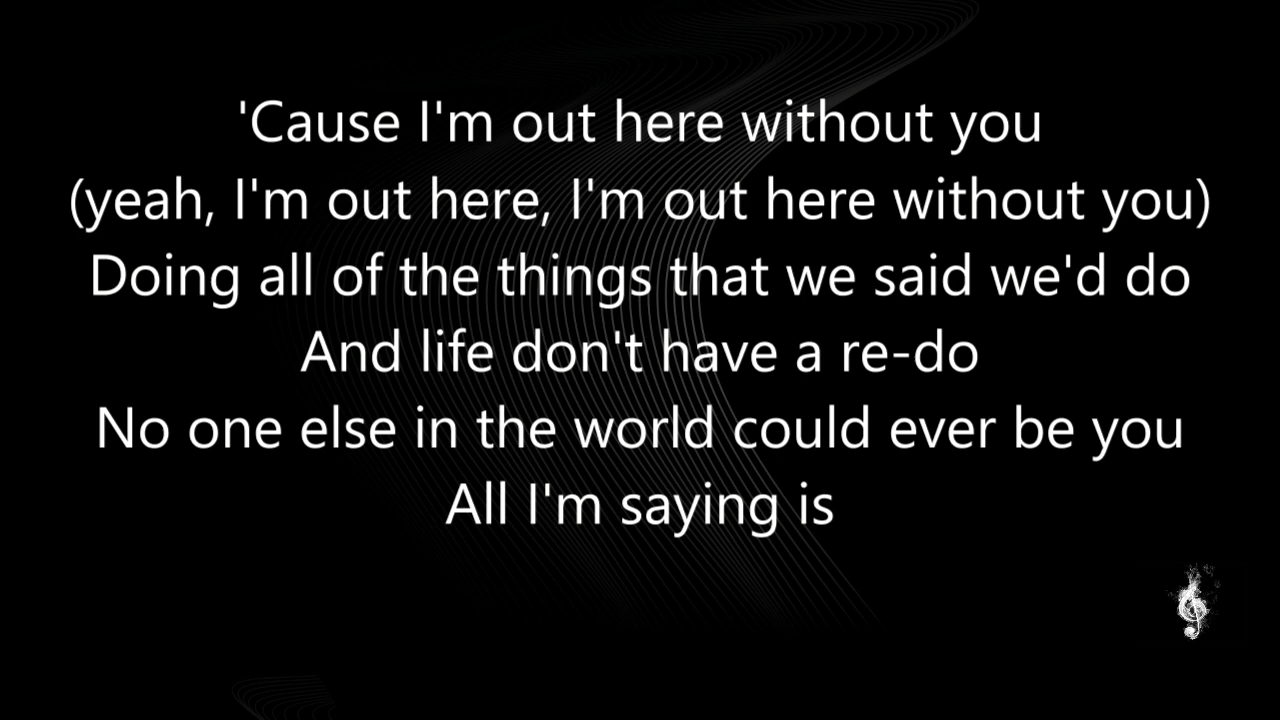 'Cause I'm out here without you
(yeah, I'm out here, I'm out here without you)
Doing all of the things that we said we'd do
And life don't have a re-do
No one else in the world could ever be you
All I'm saying is